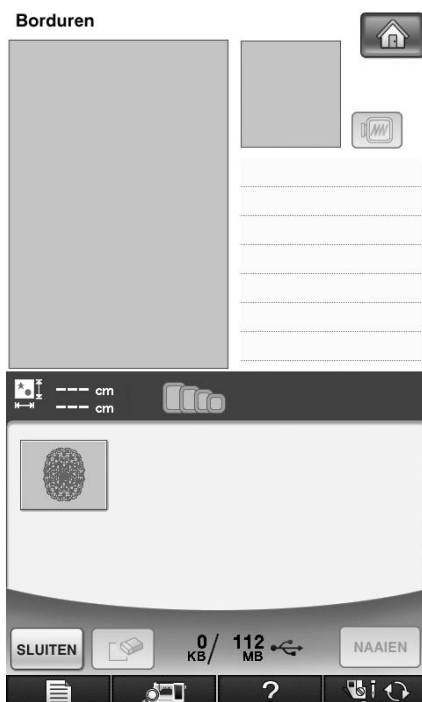 Borduren
--- cm
--- cm
SLUITEN
0 KB/ 112 MB
NAAIEN
? i